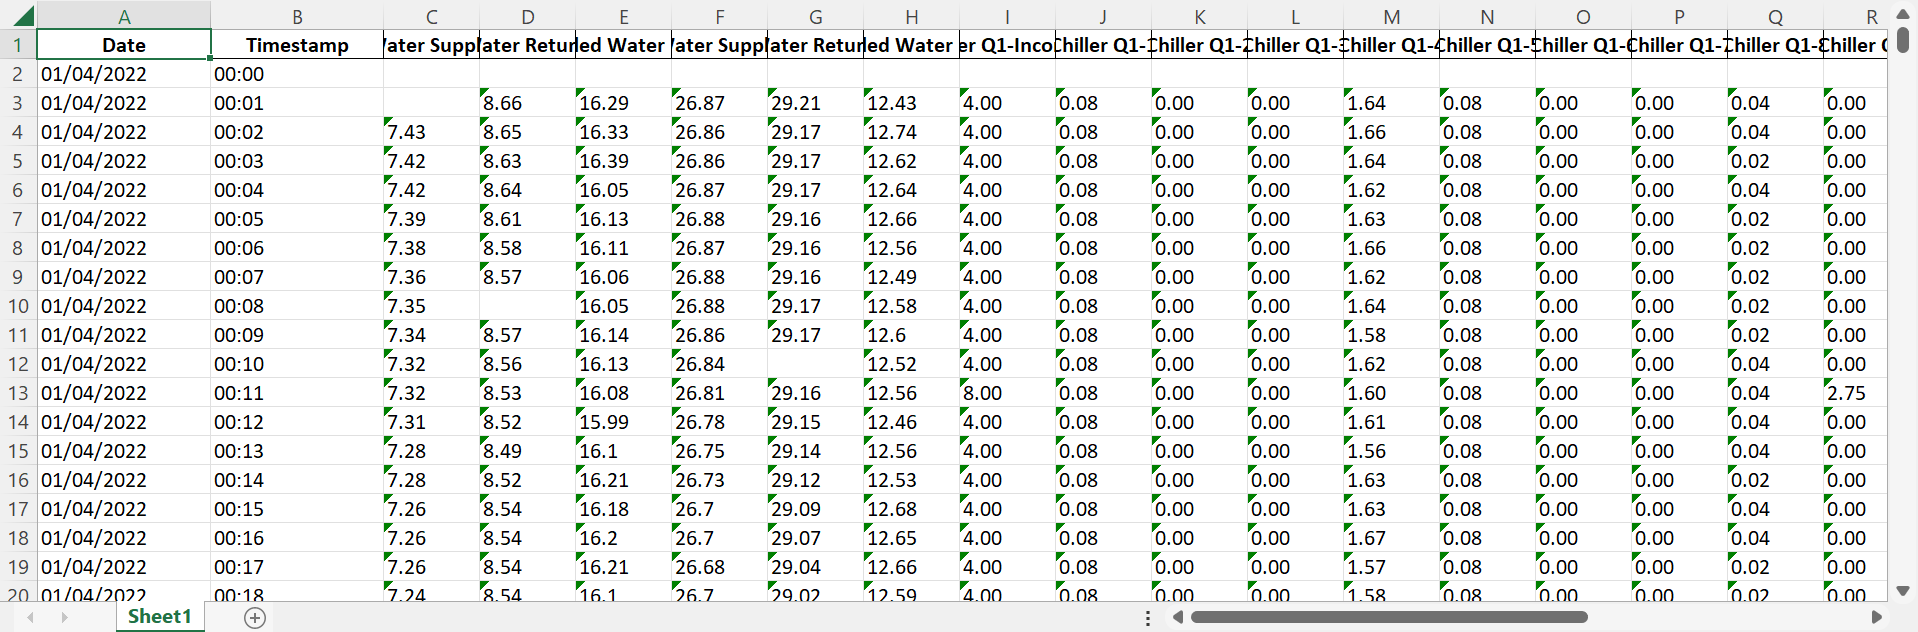 A B C D E F G H I J K L M N O P Q R
1 Date Timestamp ater Suppl ater Retur led Water ater Suppl ater Retur led Water er Q1-Inco Chiller Q1- Chiller Q1-2 Chiller Q1-3 Chiller Q1-4 Chiller Q1-5 Chiller Q1-6 Chiller Q1-7 Chiller Q1-8 Chiller
2 01/04/2022 00:00
3 01/04/2022 00:01 8.66 16.29 26.87 29.21 12.43 4.00 0.08 0.00 0.00 1.64 0.08 0.00 0.00 0.04 0.00
4 01/04/2022 00:02 7.43 8.65 16.33 26.86 29.17 12.74 4.00 0.08 0.00 0.00 1.66 0.08 0.00 0.00 0.04 0.00
5 01/04/2022 00:03 7.42 8.63 16.39 26.86 29.17 12.62 4.00 0.08 0.00 0.00 1.64 0.08 0.00 0.00 0.02 0.00
6 01/04/2022 00:04 7.42 8.64 16.05 26.87 29.17 12.64 4.00 0.08 0.00 0.00 1.62 0.08 0.00 0.00 0.04 0.00
7 01/04/2022 00:05 7.39 8.61 16.13 26.88 29.16 12.66 4.00 0.08 0.00 0.00 1.63 0.08 0.00 0.00 0.02 0.00
8 01/04/2022 00:06 7.38 8.58 16.11 26.87 29.16 12.56 4.00 0.08 0.00 0.00 1.66 0.08 0.00 0.00 0.02 0.00
9 01/04/2022 00:07 7.36 8.57 16.06 26.88 29.16 12.49 4.00 0.08 0.00 0.00 1.62 0.08 0.00 0.00 0.02 0.00
10 01/04/2022 00:08 7.35 16.05 26.88 29.17 12.58 4.00 0.08 0.00 0.00 1.64 0.08 0.00 0.00 0.02 0.00
11 01/04/2022 00:09 7.34 8.57 16.14 26.86 29.17 12.6 4.00 0.08 0.00 0.00 1.58 0.08 0.00 0.00 0.02 0.00
12 01/04/2022 00:10 7.32 8.56 16.13 26.84 12.52 4.00 0.08 0.00 0.00 1.62 0.08 0.00 0.00 0.04 0.00
13 01/04/2022 00:11 7.32 8.53 16.08 26.81 29.16 12.56 8.00 0.08 0.00 0.00 1.60 0.08 0.00 0.00 0.04 2.75
14 01/04/2022 00:12 7.31 8.52 15.99 26.78 29.15 12.46 4.00 0.08 0.00 0.00 1.61 0.08 0.00 0.00 0.04 0.00
15 01/04/2022 00:13 7.28 8.49 16.1 26.75 29.14 12.56 4.00 0.08 0.00 0.00 1.56 0.08 0.00 0.00 0.04 0.00
16 01/04/2022 00:14 7.28 8.52 16.21 26.73 29.12 12.53 4.00 0.08 0.00 0.00 1.63 0.08 0.00 0.00 0.02 0.00
17 01/04/2022 00:15 7.26 8.54 16.18 26.7 29.09 12.68 4.00 0.08 0.00 0.00 1.63 0.08 0.00 0.00 0.04 0.00
18 01/04/2022 00:16 7.26 8.54 16.2 26.7 29.07 12.65 4.00 0.08 0.00 0.00 1.67 0.08 0.00 0.00 0.04 0.00
19 01/04/2022 00:17 7.26 8.54 16.21 26.68 29.04 12.66 4.00 0.08 0.00 0.00 1.57 0.08 0.00 0.00 0.02 0.00
20 01/04/2022 00:18 7.24 8.54 16.1 26.7 29.02 12.59 4.00 0.08 0.00 0.00 1.58 0.08 0.00 0.00 0.02 0.00
Sheet1